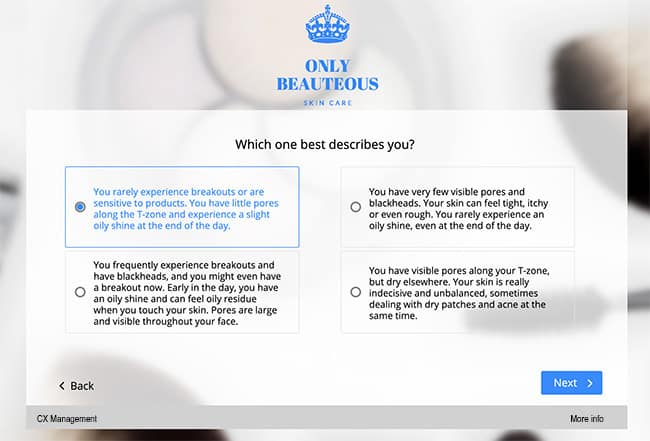 ONLY
BEAUTEOUS
SKIN CARE
Which one best describes you?
You rarely experience breakouts or are
sensitive to products. You have little pores
along the T-zone and experience a slight
oily shine at the end of the day.
You have very few visible pores and
blackheads. Your skin can feel tight, itchy
or even rough. You rarely experience an
oily shine, even at the end of the day.
You frequently experience breakouts and
have blackheads, and you might even have
a breakout now. Early in the day, you have
an oily shine and can feel oily residue
when you touch your skin. Pores are large
and visible throughout your face.
You have visible pores along your T-zone,
but dry elsewhere. Your skin is really
indecisive and unbalanced, sometimes
dealing with dry patches and acne at the
same time.
Back
Next
CX Management
More info